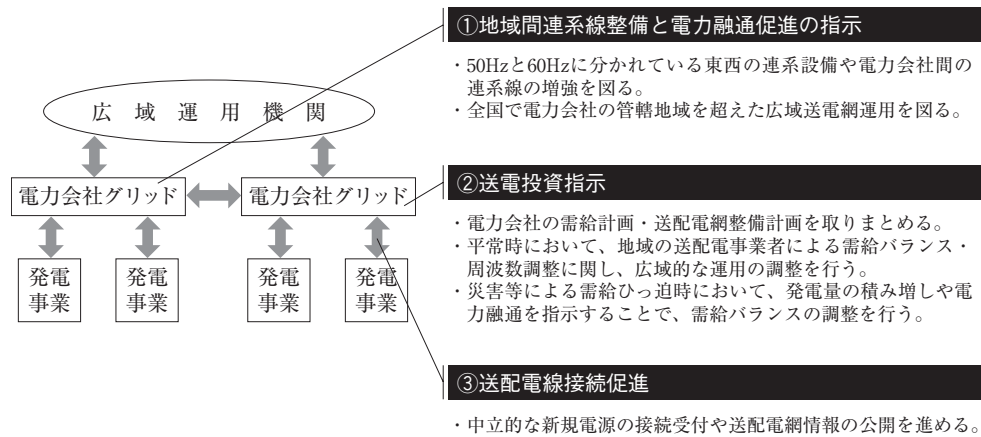 ①地域間連系線整備と電力融通促進の指示
・50Hzと60Hzに分かれている東西の連系設備や電力会社間の
連系線の増強を図る。
・全国で電力会社の管轄地域を超えた広域送電網運用を図る。
広域運用機関
電力会社グリッド
電力会社グリッド
発電
事業
発電
事業
発電
事業
発電
事業
②送電投資指示
・電力会社の需給計画・送配電網整備計画を取りまとめる。
・平常時において、地域の送配電事業者による需給バランス・
周波数調整に関し、広域的な運用の調整を行う。
・災害等による需給ひっ迫時において、発電量の積み増しや電
力融通を指示することで、需給バランスの調整を行う。
③送配電線接続促進
・中立的な新規電源の接続受付や送配電網情報の公開を進める。